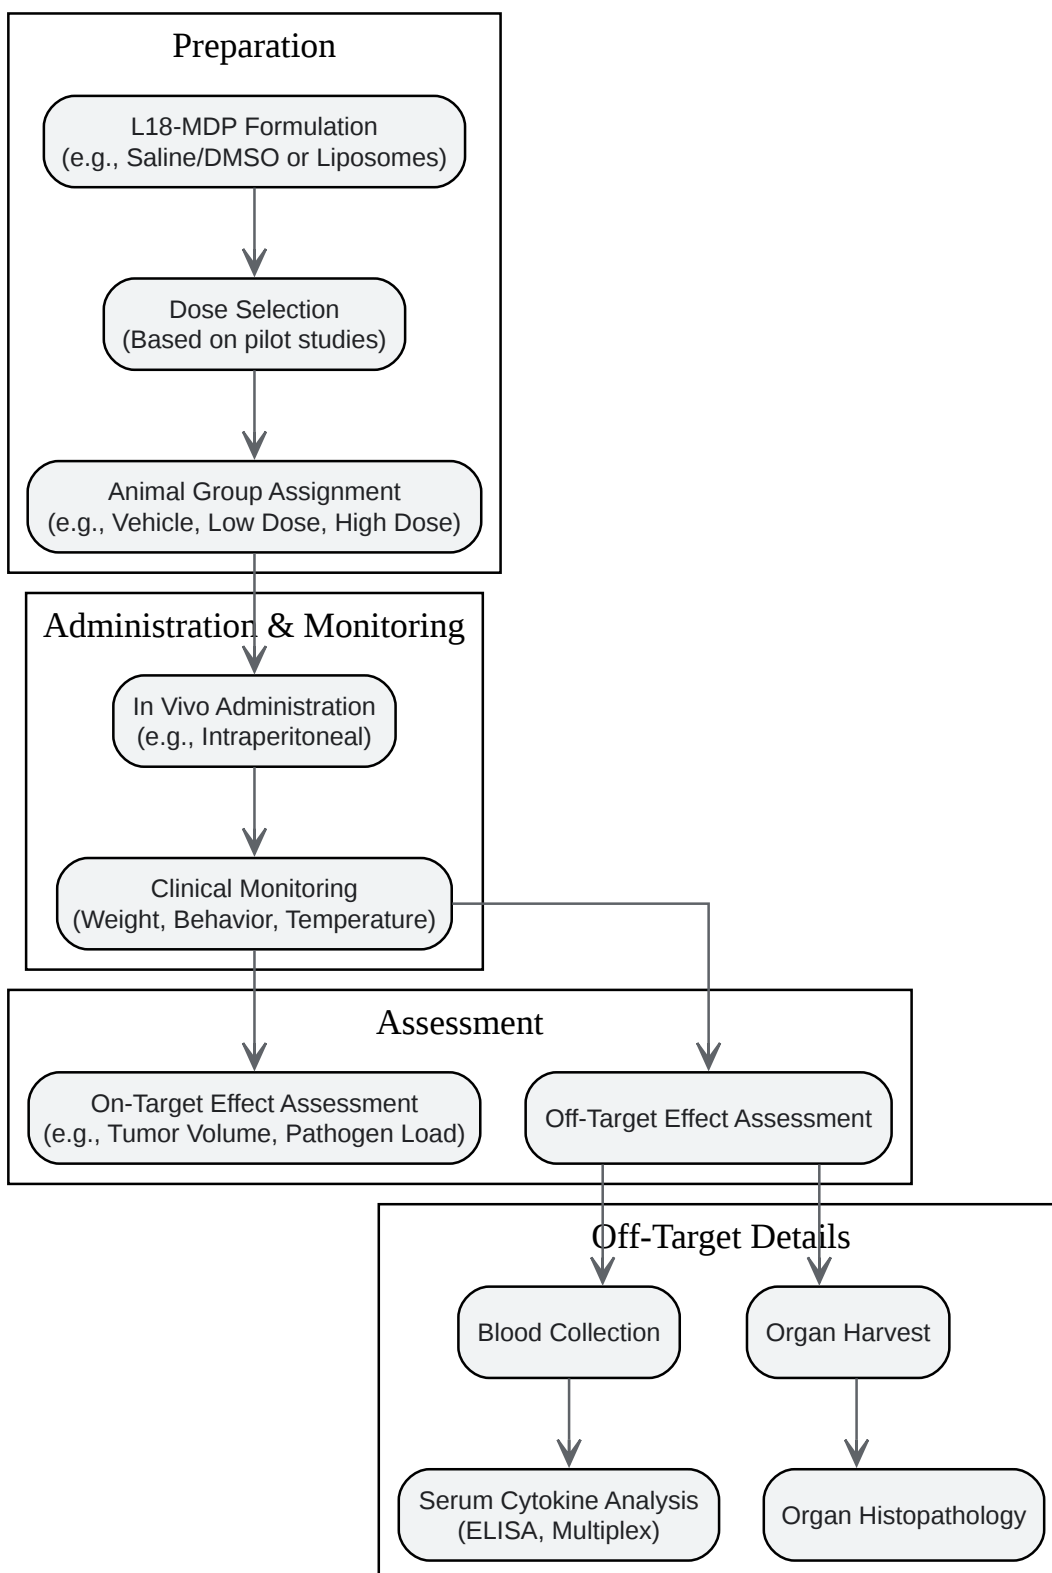 Preparation
L18-MDP Formulation
(e.g., Saline/DMSO or Liposomes)
Dose Selection
(Based on pilot studies)
Animal Group Assignment
(e.g., Vehicle, Low Dose, High Dose)
Administration & Monitoring
In Vivo Administration
(e.g., Intraperitoneal)
Clinical Monitoring
(Weight, Behavior, Temperature)
Assessment
On-Target Effect Assessment
(e.g., Tumor Volume, Pathogen Load)
Off-Target Effect Assessment
Off-Target Details
Blood Collection
Organ Harvest
Serum Cytokine Analysis
(ELISA, Multiplex)
Organ Histopathology